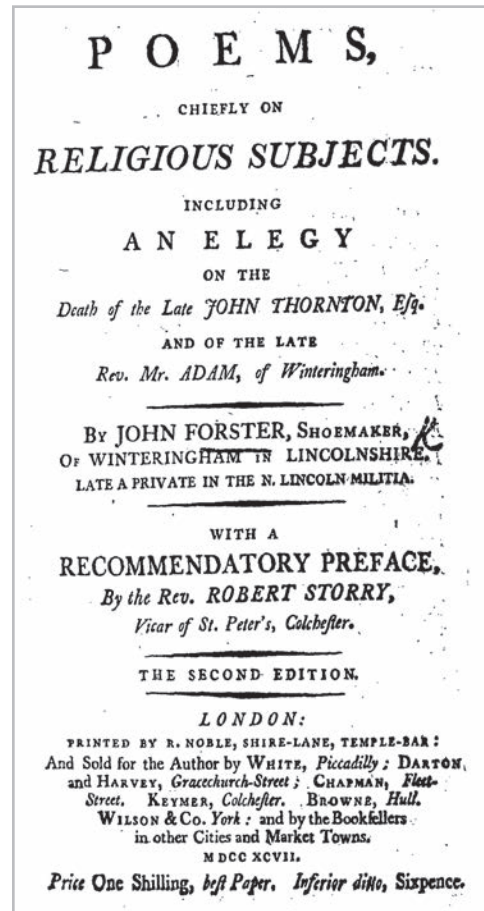 POEMS,
CHIEFLY ON
RELIGIOUS SUBJECTS.
INCLUDING
AN ELEGY
ON THE
Death of the Late JOHN THORNTON, Eſq.
AND OF THE LATE
Rev. Mr. ADAM, of Winteringham.
By JOHN FORSTER, Shoemaker,
Of WINTERINGHAM in LINCOLNSHIRE,
LATE A PRIVATE IN THE N. LINCOLN MILITIA.
WITH A
RECOMMENDATORY PREFACE,
By the Rev. ROBERT STORRY,
Vicar of St. Peter's, Colcheſter.
THE SECOND EDITION.
LONDON:
PRINTED BY R. NOBLE, SHIRE-LANE, TEMPLE-BAR:
And Sold for the Author by White, Piccadilly; Darton
and Harvey, Gracechurch-Street; Chapman, Fleet-
Street. Keymer, Colcheſter. Browne, Hull.
Wilson & Co. York: and by the Bookſellers
in other Cities and Market Towns.
MDCCXCVII.
Price One Shilling, beſt Paper. Inferior ditto, Sixpence.